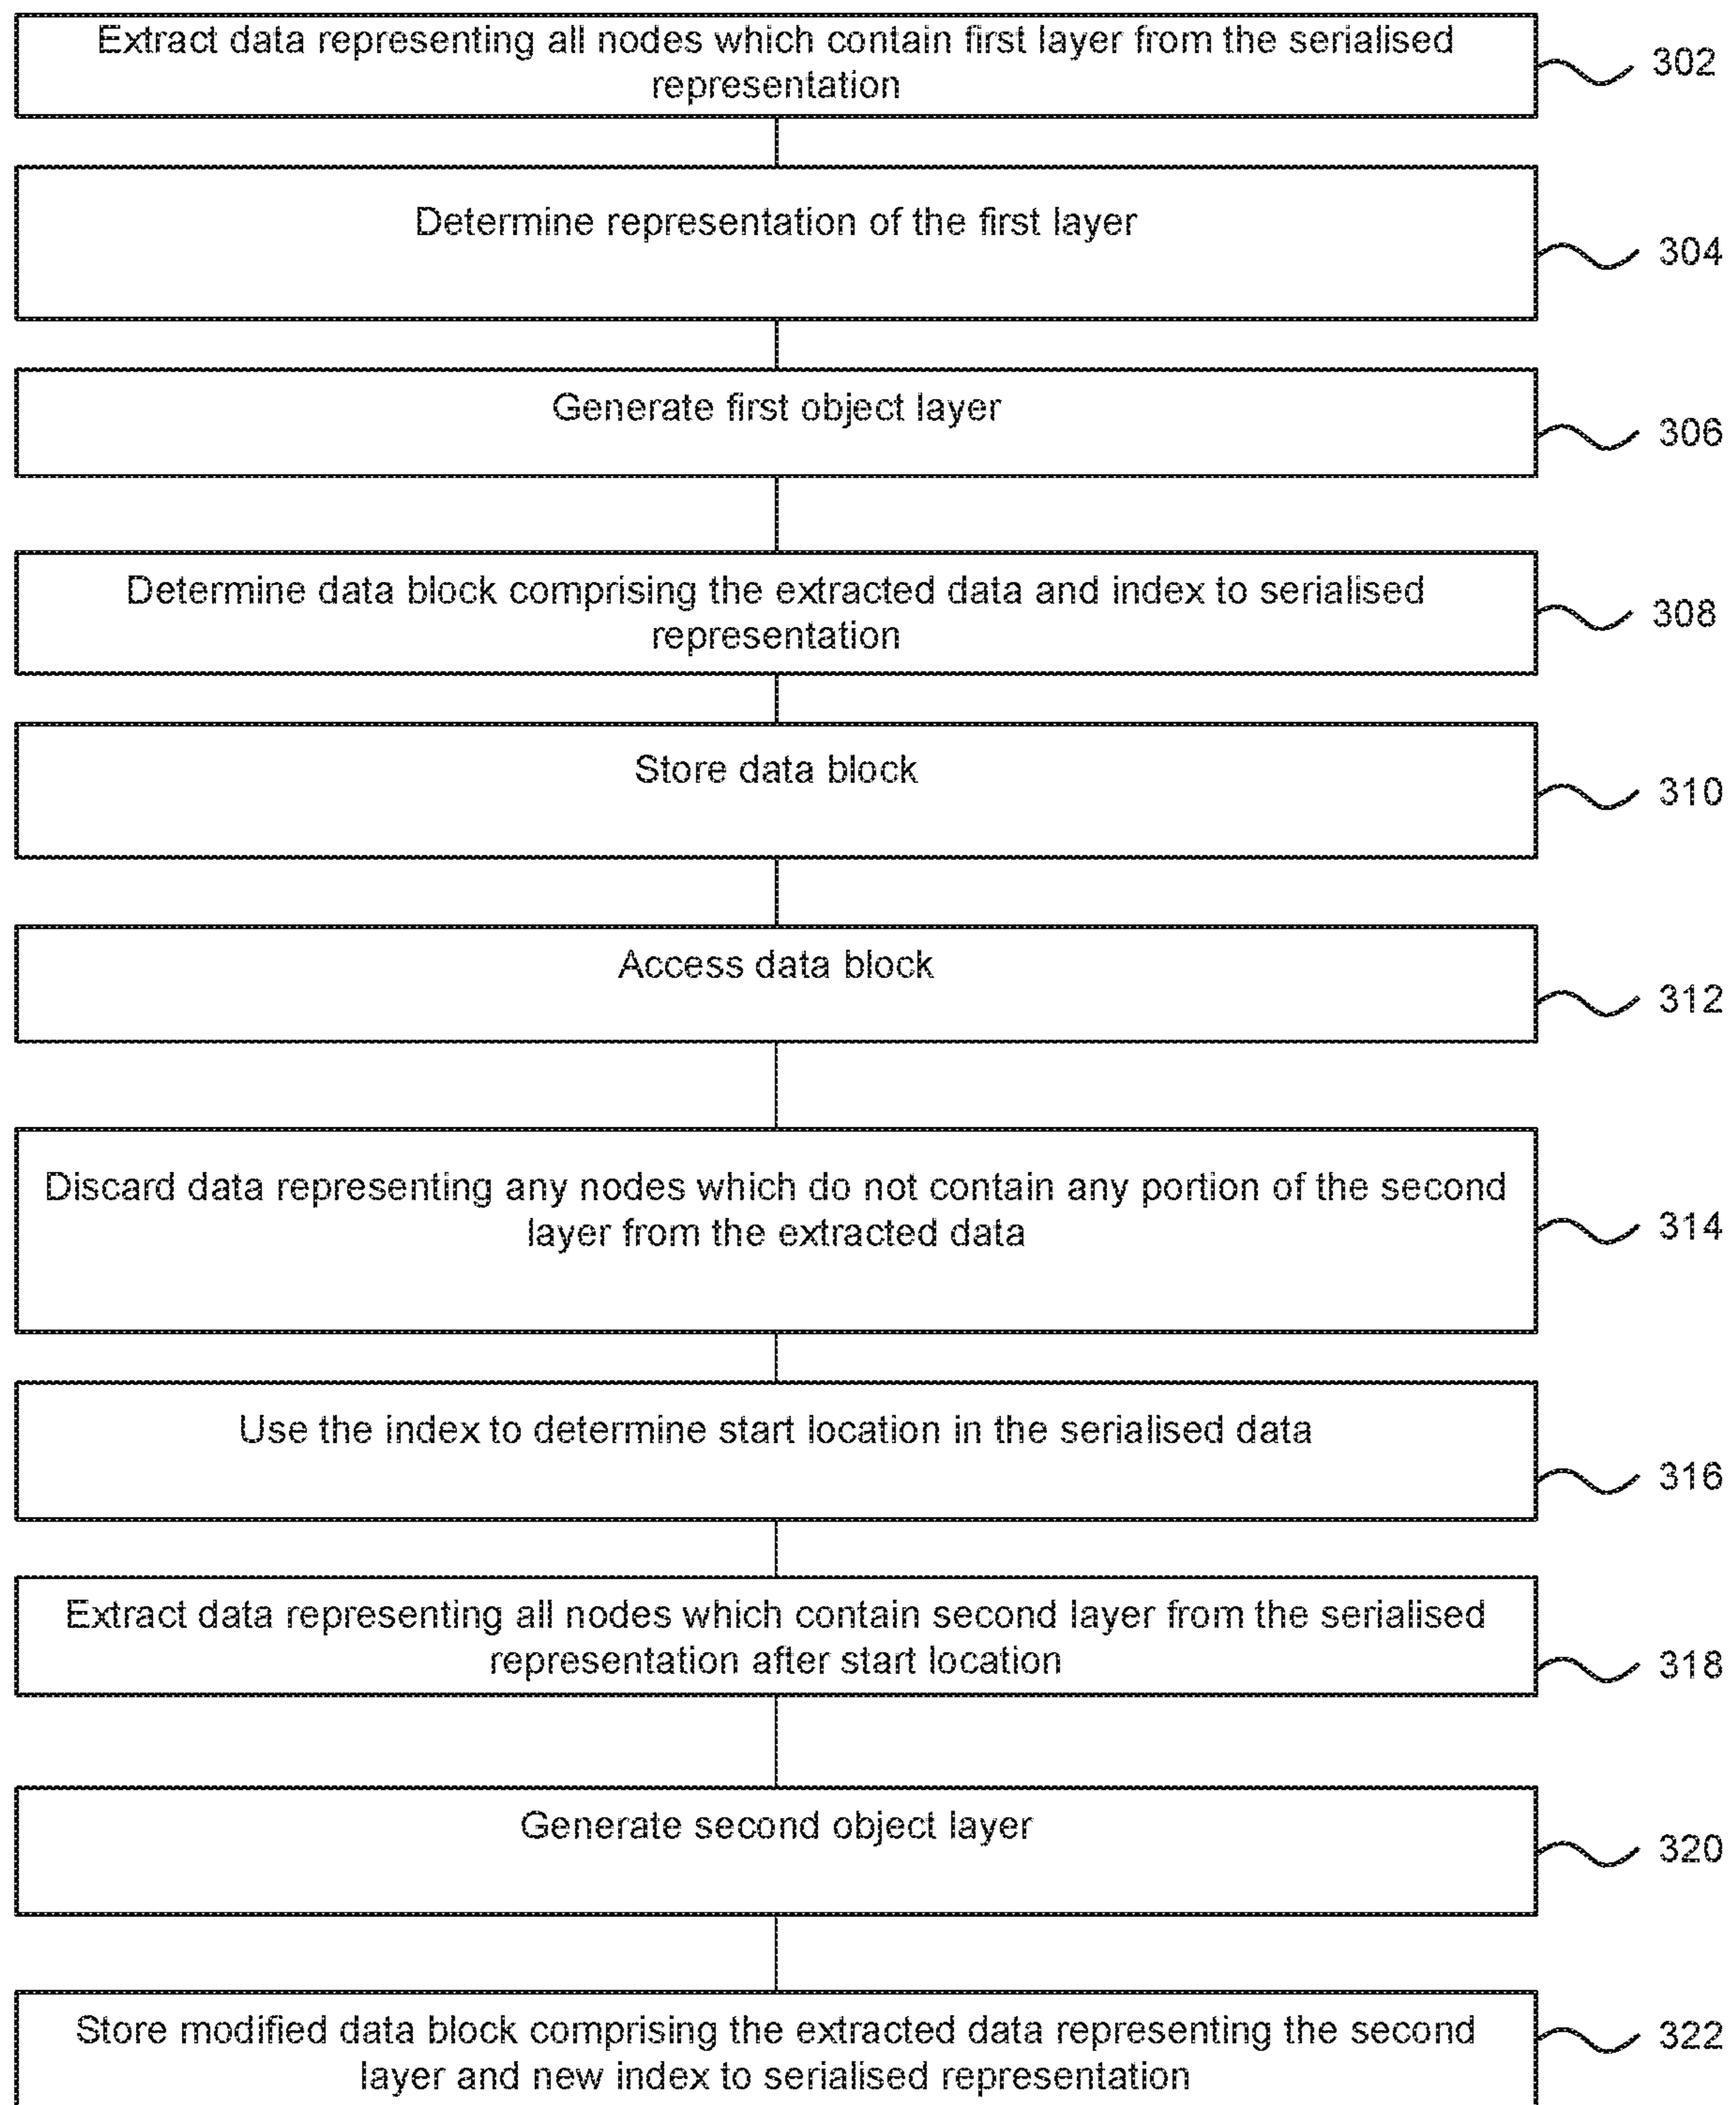 Extract data representing all nodes which contain first layer from the serialised
representation
302
Determine representation of the first layer
304
Generate first object layer
306
Determine data block comprising the extracted data and index to serialised
representation
308
Store data block
310
Access data block
312
Discard data representing any nodes which do not contain any portion of the second
layer from the extracted data
314
Use the index to determine start location in the serialised data
316
Extract data representing all nodes which contain second layer from the serialised
representation after start location
318
Generate second object layer
320
Store modified data block comprising the extracted data representing the second
layer and new index to serialised representation
322